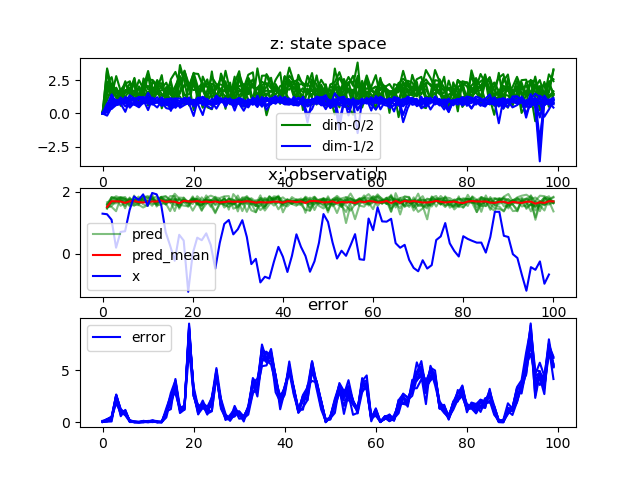 z: state space
2.5
0.0
−2.5
dim-0/2
dim-1/2
0 20 40 60 80 100
x: observation
2
0
pred
pred_mean
x
0 20 40 60 80 100
error
5
0
error
0 20 40 60 80 100